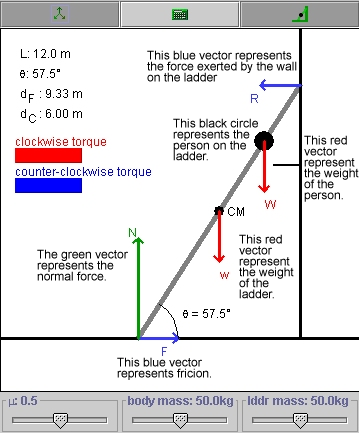 L: 12.0 m
θ: 57.5°
d F : 9.33 m
d C : 6.00 m
clockwise torque
counter-clockwise torque
This blue vector represents
the force exerted by the wall
on the ladder
R
This black circle
represents the
person on the
ladder.
This red
vector
represent
the weight
of the
person.
W
CM
N
The green vector
represents the
normal force.
This red
vector
represent
the weight
of the
ladder.
w
θ = 57.5°
F
This blue vector
represents fricion.
μ: 0.5
body mass: 50.0kg
lddr mass: 50.0kg